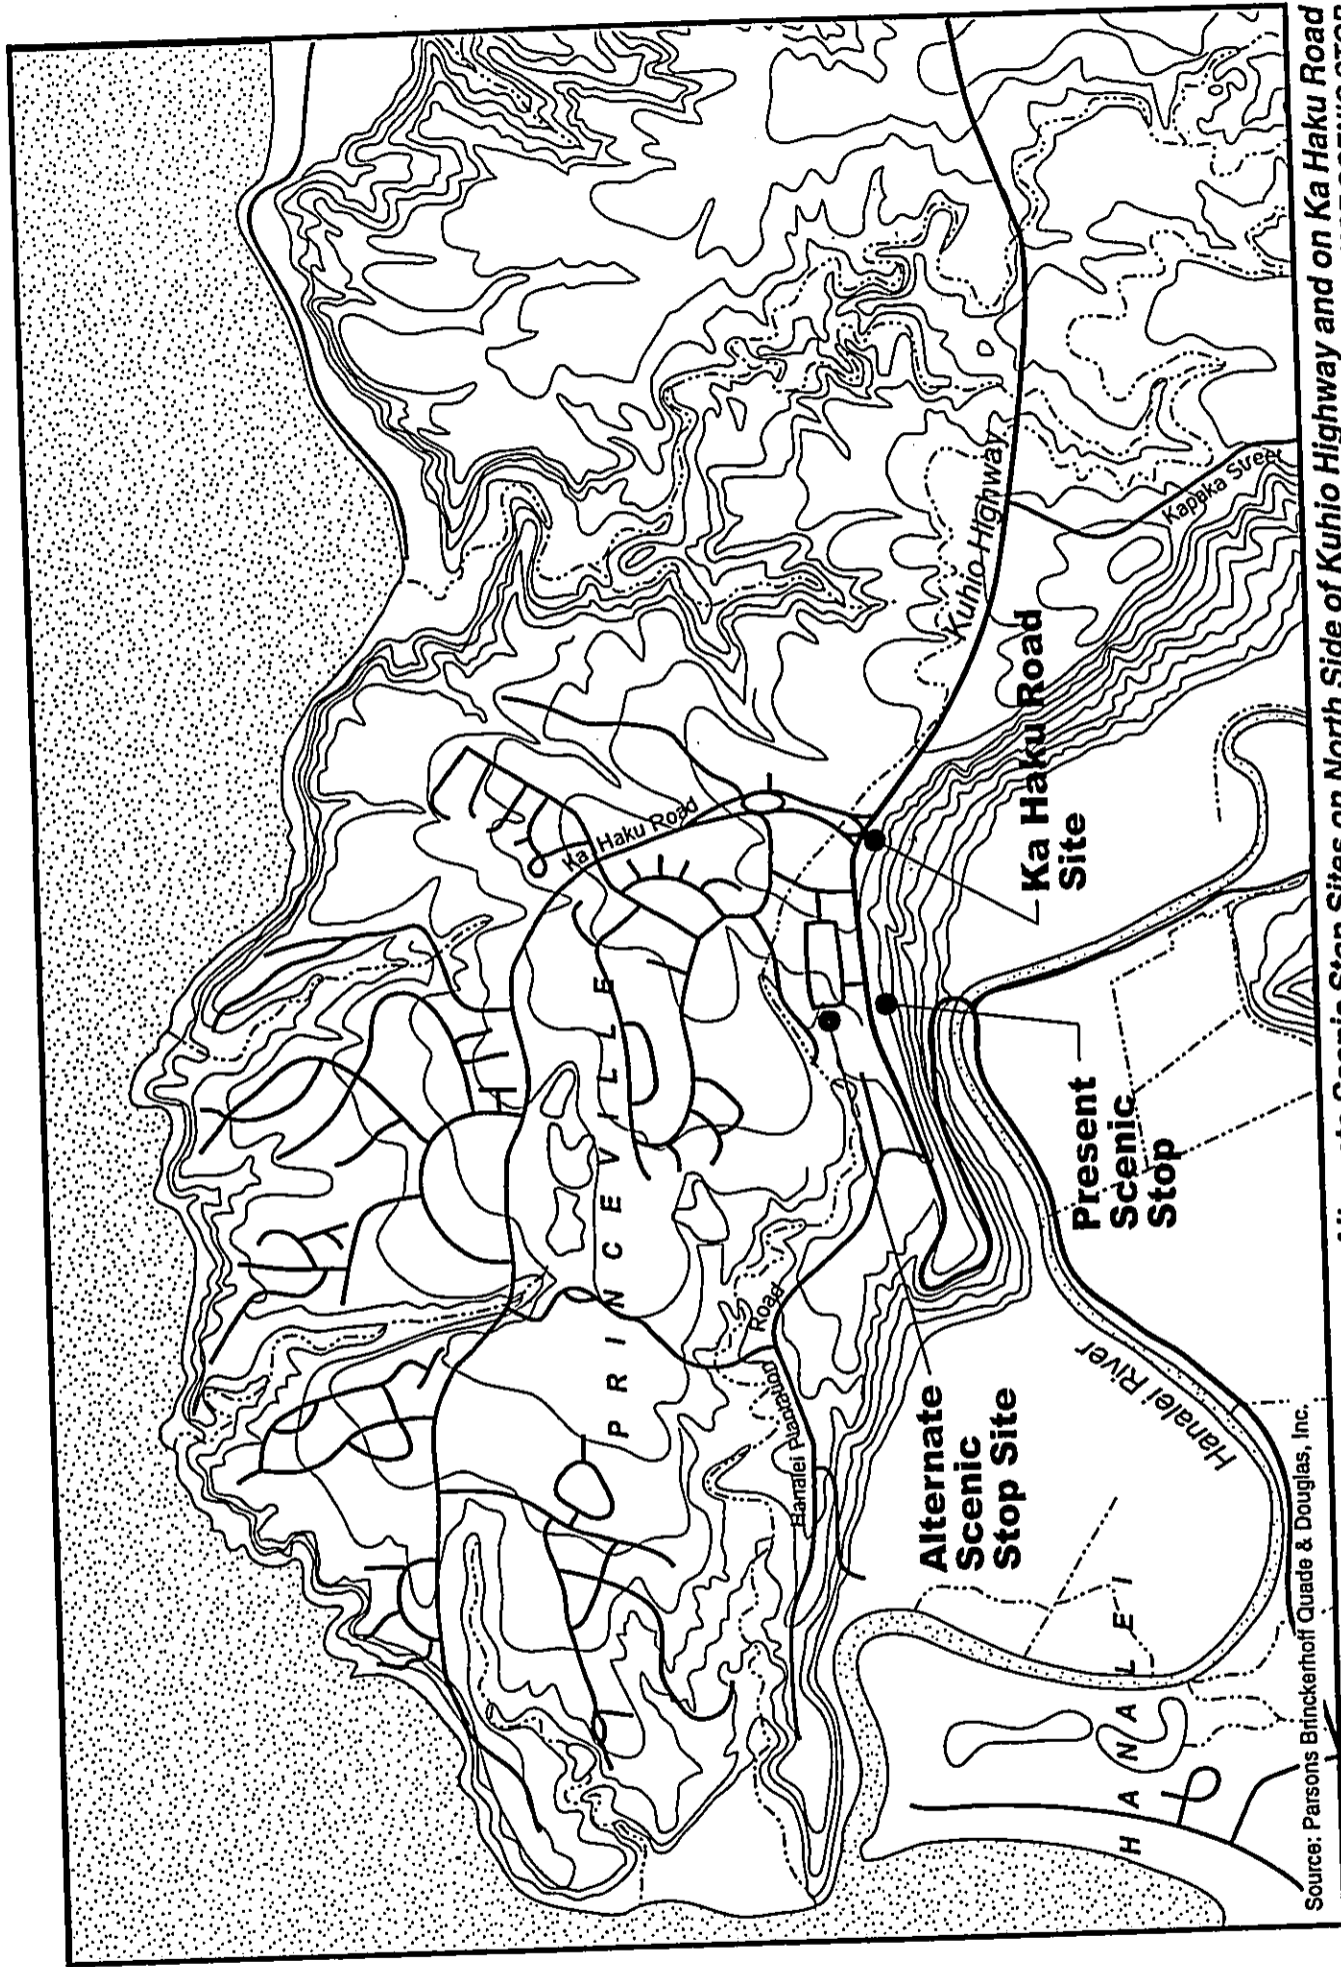 Ka Haku Road
PRINCEVILLE
Kuhio Highway
Kapaka Street
Ka Haku Road
Site
Hanalei Plantation Road
Present
Scenic
Stop
Alternate
Scenic
Stop Site
Hanalei River
HANALEI
Source: Parsons Brinckerhoff Quade & Douglas, Inc.
Alternate Scenic Stop Sites on North Side of Kuhio Highway and on Ka Haku Road